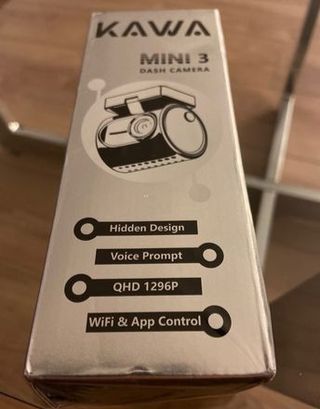 KAWA
MINI 3
DASH CAMERA
Hidden Design
Voice Prompt
QHD 1296P
WiFi & App Control